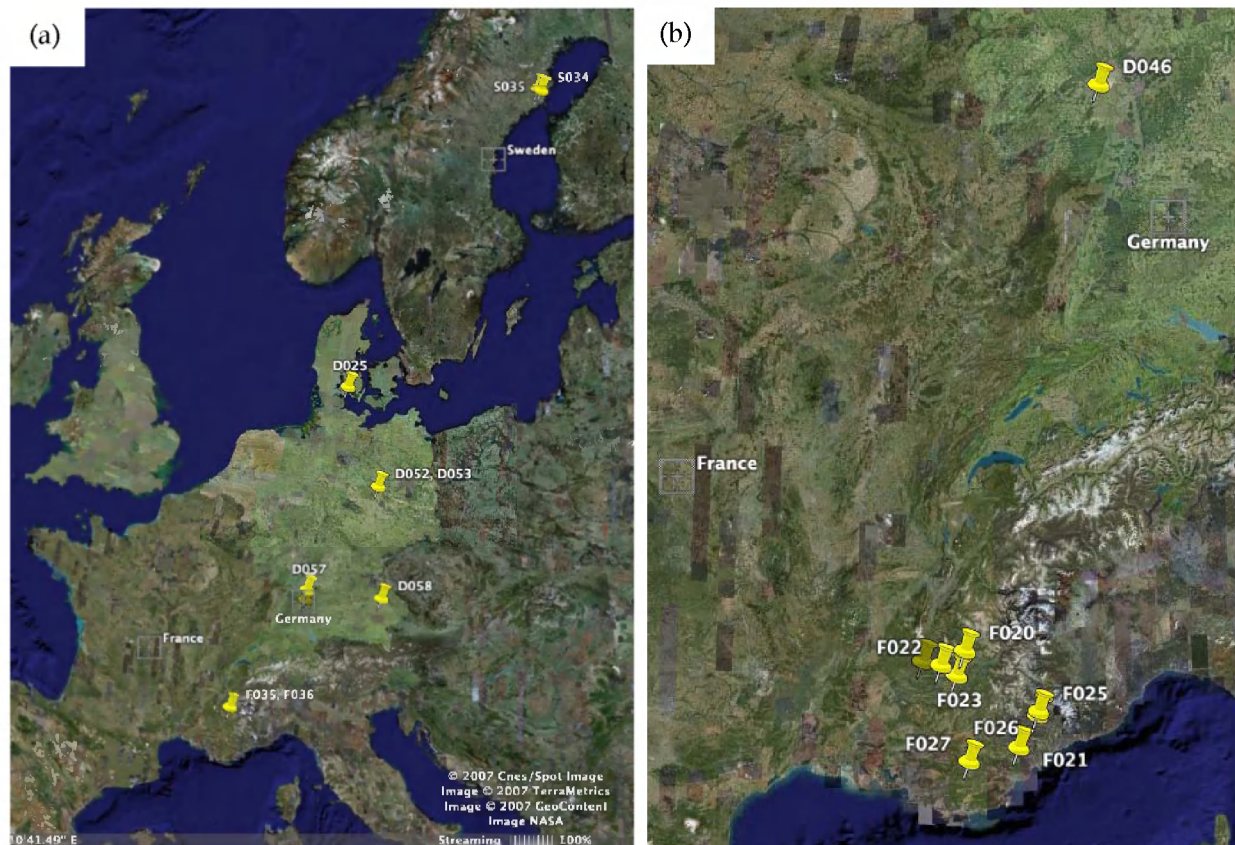 (a)
S034
S035
Sweden
D025
D052, D053
D057
D058
Germany
France
F035, F036
© 2007 Cnes/Spot Image
Image © 2007 TerraMetrics
Image © 2007 GeoContent
Image NASA
10'41.49" E
Streaming |||||||||| 100%
(b)
D046
Germany
France
F020
F022
F023
F025
F026
F027
F021